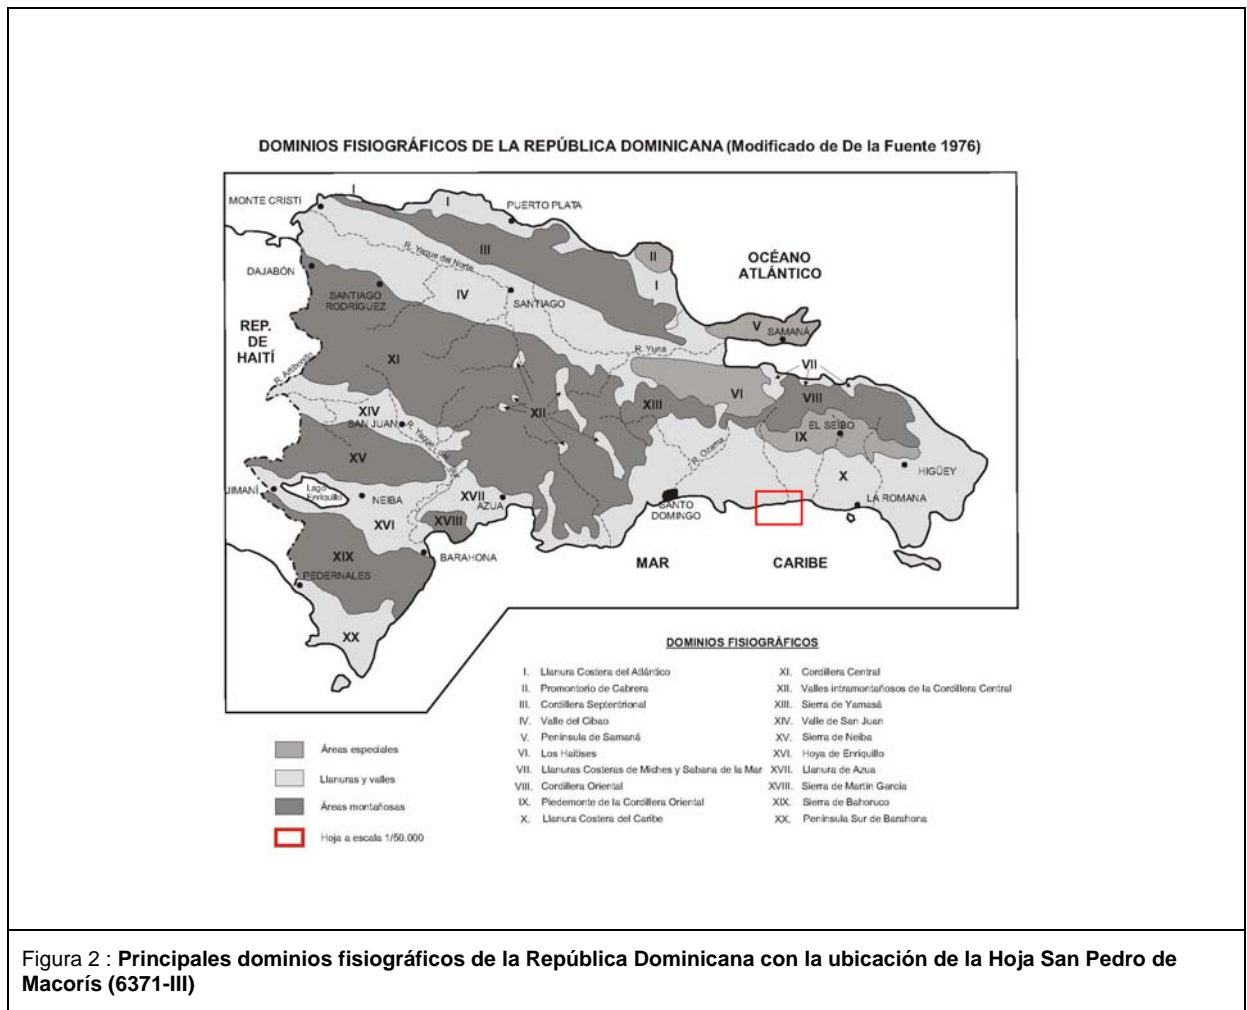 DOMINIOS FISIOGRÁFICOS DE LA REPÚBLICA DOMINICANA (Modificado de De la Fuente 1976)
I
I
MONTE CRISTI
PUERTO PLATA
III
II
OCÉANO
ATLÁNTICO
R. Yaque del Norte
DAJABÓN
I
IV
SANTIAGO
RODRÍGUEZ
SANTIAGO
REP.
DE
HAITÍ
V
SAMANÁ
R. Yuna
XI
VII
R. Artibonito
VI
VIII
XIII
XII
XIV
SAN JUAN
EL SEÍBO
IX
R. Yaque del Sur
R. Ozama
XV
HIGÜEY
X
JIMANÍ
Lago
Enriquillo
NEIBA
XVII
AZUA
LA ROMANA
SANTO
DOMINGO
XVI
XVIII
XIX
BARAHONA
MAR
CARIBE
PEDERNALES
XX
DOMINIOS FISIOGRÁFICOS
I. Llanura Costera del Atlántico
II. Promontorio de Cabrera
III. Cordillera Septentrional
IV. Valle del Cibao
V. Península de Samaná
VI. Los Haitises
VII. Llanuras Costeras de Miches y Sabana de la Mar
VIII. Cordillera Oriental
IX. Piedemonte de la Cordillera Oriental
X. Llanura Costera del Caribe
XI. Cordillera Central
XII. Valles intramontañosos de la Cordillera Central
XIII. Sierra de Yamasá
XIV. Valle de San Juan
XV. Sierra de Neiba
XVI. Hoya de Enriquillo
XVII. Llanura de Azua
XVIII. Sierra de Martín García
XIX. Sierra de Bahoruco
XX. Península Sur de Barahona
Áreas especiales
Llanuras y valles
Áreas montañosas
Hoja a escala 1/50.000
Figura 2 : Principales dominios fisiográficos de la República Dominicana con la ubicación de la Hoja San Pedro de
Macorís (6371-III)